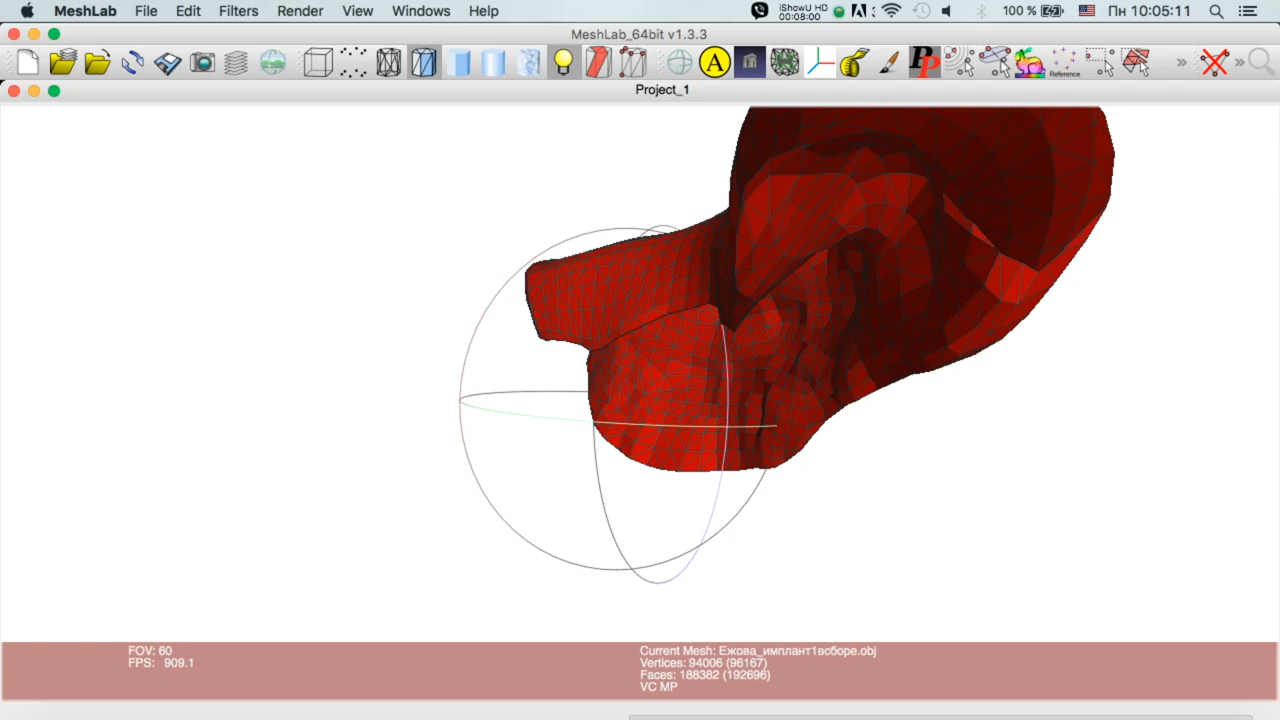 MeshLab File Edit Filters Render View Windows Help iShowU HD 00:08:00 100 % Пн 10:05:11
MeshLab_64bit v1.3.3
A PP Reference
Project_1
FOV: 60
FPS: 909.1
Current Mesh: Ежова_имплант1всборе.obj
Vertices: 94006 (96167)
Faces: 188382 (192696)
VC MP